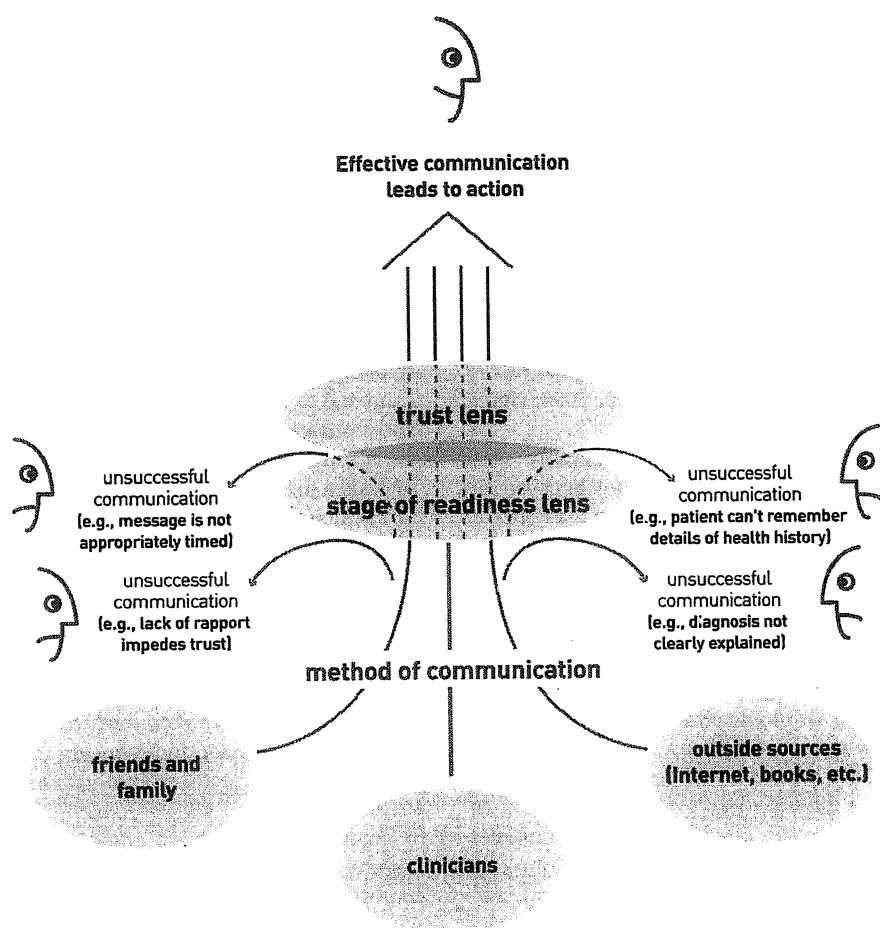 Effective communication
leads to action
trust lens
stage of readiness lens
unsuccessful
communication
(e.g., message is not
appropriately timed)
unsuccessful
communication
(e.g., patient can't remember
details of health history)
unsuccessful
communication
(e.g., lack of rapport
impedes trust)
unsuccessful
communication
(e.g., diagnosis not
clearly explained)
method of communication
friends and
family
outside sources
(Internet, books, etc.)
clinicians